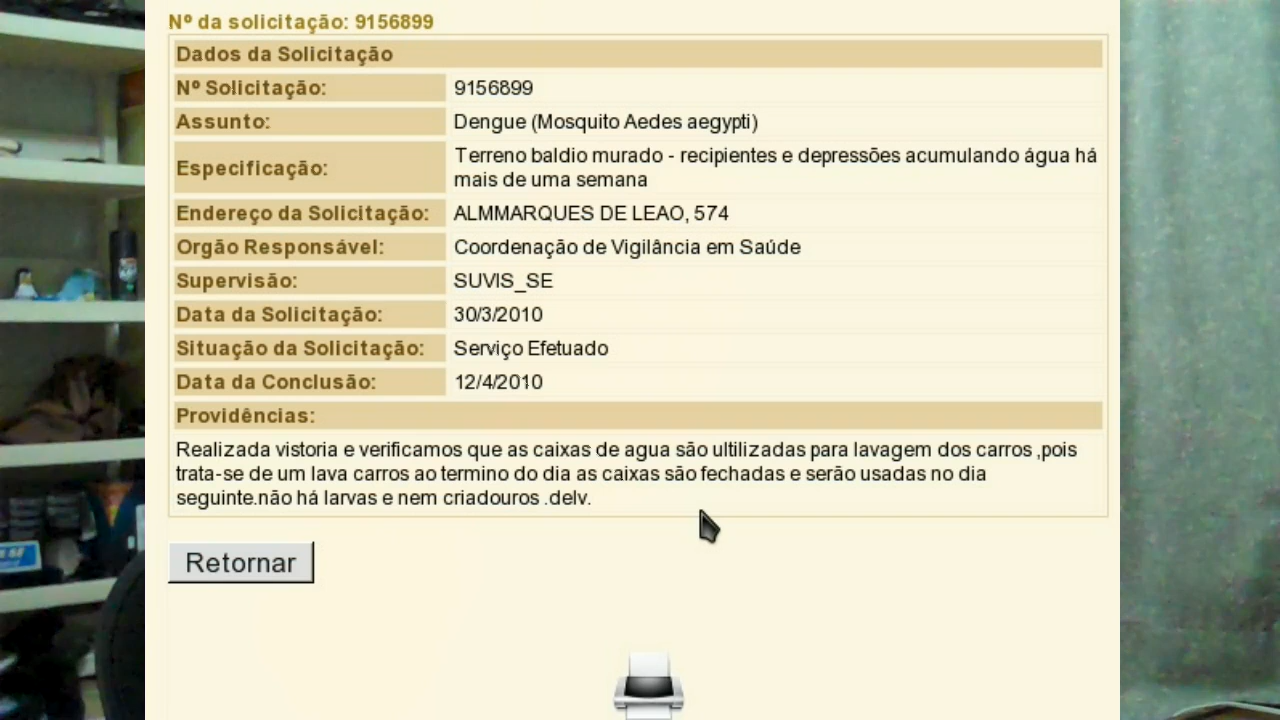 Nº da solicitação: 9156899
Dados da Solicitação
Nº Solicitação: 9156899
Assunto: Dengue (Mosquito Aedes aegypti)
Especificação: Terreno baldio murado - recipientes e depressões acumulando água há
mais de uma semana
Endereço da Solicitação: ALMMARQUES DE LEAO, 574
Orgão Responsável: Coordenação de Vigilância em Saúde
Supervisão: SUVIS_SE
Data da Solicitação: 30/3/2010
Situação da Solicitação: Serviço Efetuado
Data da Conclusão: 12/4/2010
Providências:
Realizada vistoria e verificamos que as caixas de agua são ultilizadas para lavagem dos carros ,pois
trata-se de um lava carros ao termino do dia as caixas são fechadas e serão usadas no dia
seguinte.não há larvas e nem criadouros .delv.
Retornar